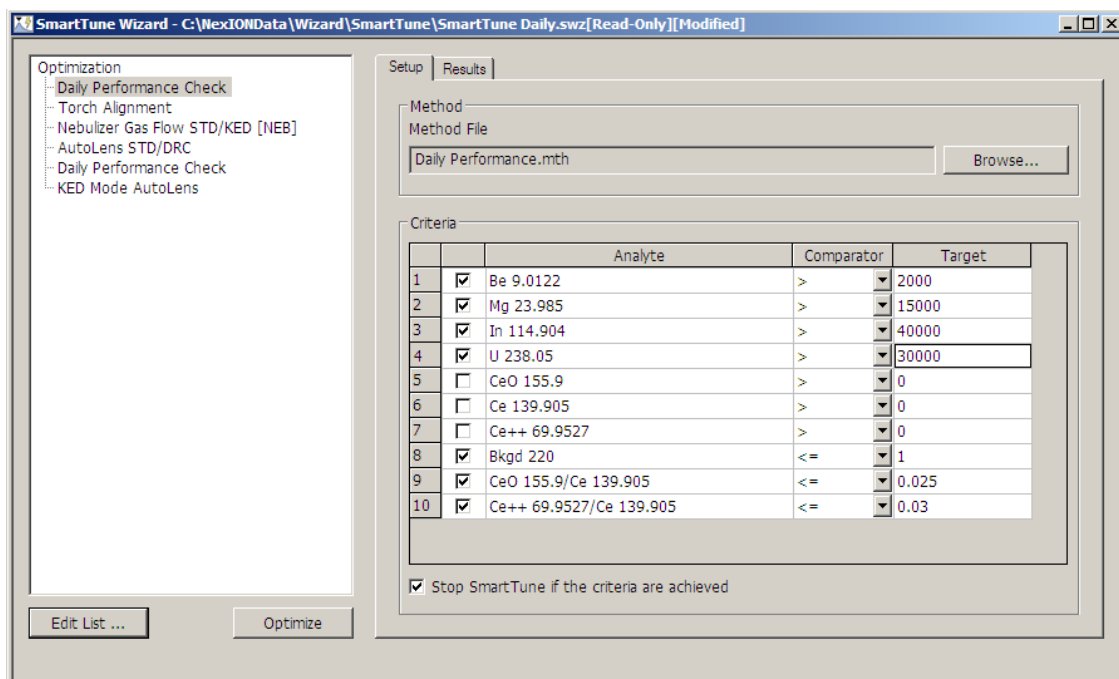 SmartTune Wizard - C:\NexIONData\Wizard\SmartTune\SmartTune Daily.swz[Read-Only][Modified]
Optimization
Daily Performance Check
Torch Alignment
Nebulizer Gas Flow STD/KED [NEB]
AutoLens STD/DRC
Daily Performance Check
KED Mode AutoLens
Edit List ...
Optimize
Setup Results
Method
Method File
Daily Performance.mth Browse...
Criteria
Analyte Comparator Target
1 Be 9.0122 > 2000
2 Mg 23.985 > 15000
3 In 114.904 > 40000
4 U 238.05 > 30000
5 CeO 155.9 > 0
6 Ce 139.905 > 0
7 Ce++ 69.9527 > 0
8 Bkgd 220 <= 1
9 CeO 155.9/Ce 139.905 <= 0.025
10 Ce++ 69.9527/Ce 139.905 <= 0.03
Stop SmartTune if the criteria are achieved